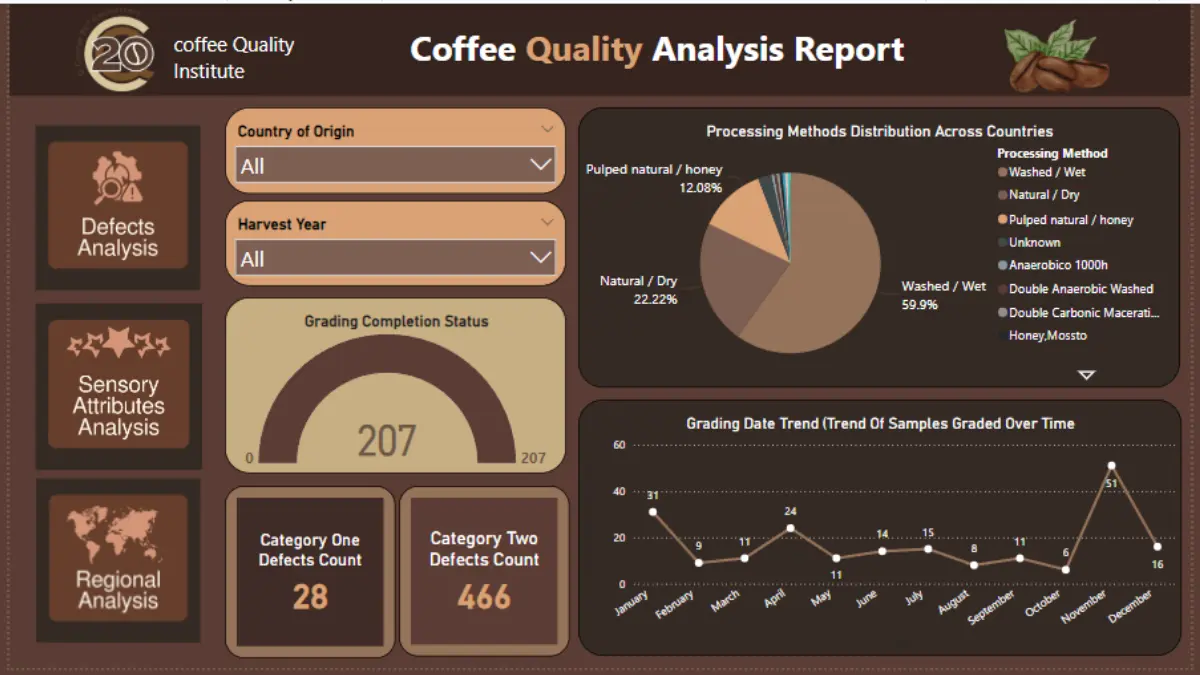 20
coffee Quality
Institute
Coffee Quality Analysis Report
Defects
Analysis
Sensory
Attributes
Analysis
Regional
Analysis
Country of Origin
All
Harvest Year
All
Grading Completion Status
207
0
207
Category One
Defects Count
28
Category Two
Defects Count
466
Processing Methods Distribution Across Countries
Pulped natural / honey
12.08%
Natural / Dry
22.22%
Washed / Wet
59.9%
Processing Method
Washed / Wet
Natural / Dry
Pulped natural / honey
Unknown
Anaerobico 1000h
Double Anaerobic Washed
Double Carbonic Macerati...
Honey,Mossto
Grading Date Trend (Trend Of Samples Graded Over Time
60
40
20
0
31
9
11
24
11
14
15
8
11
6
51
16
January
February
March
April
May
June
July
August
September
October
November
December